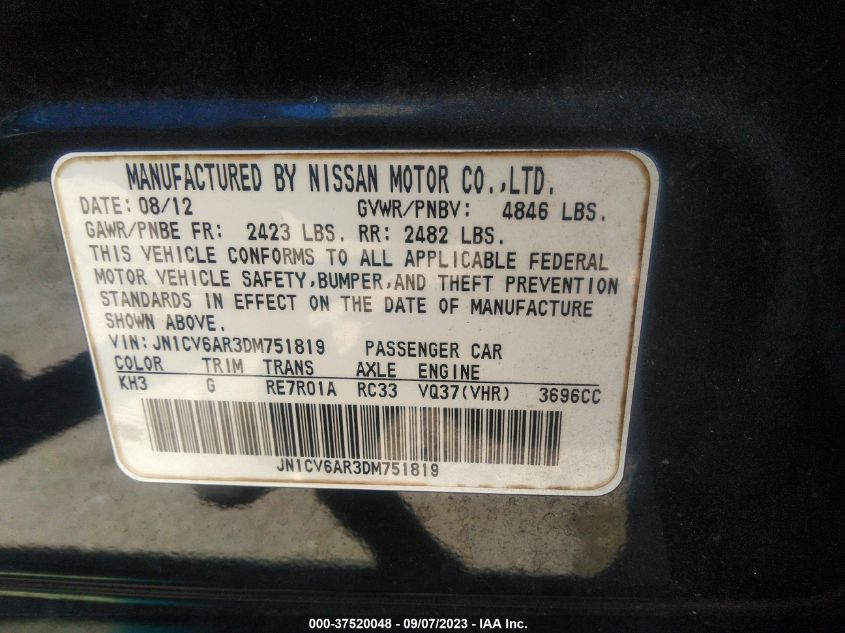 MANUFACTURED BY NISSAN MOTOR CO.,LTD.
DATE: 08/12 GVWR/PNBV: 4846 LBS.
GAWR/PNBE FR: 2423 LBS. RR: 2482 LBS.
THIS VEHICLE CONFORMS TO ALL APPLICABLE FEDERAL
MOTOR VEHICLE SAFETY,BUMPER,AND THEFT PREVENTION
STANDARDS IN EFFECT ON THE DATE OF MANUFACTURE
SHOWN ABOVE.
VIN: JN1CV6AR3DM751819 PASSENGER CAR
COLOR TRIM TRANS AXLE ENGINE
KH3 G RE7R01A RC33 VQ37(VHR) 3696CC
JN1CV6AR3DM751819
000-37520048 - 09/07/2023 - IAA Inc.